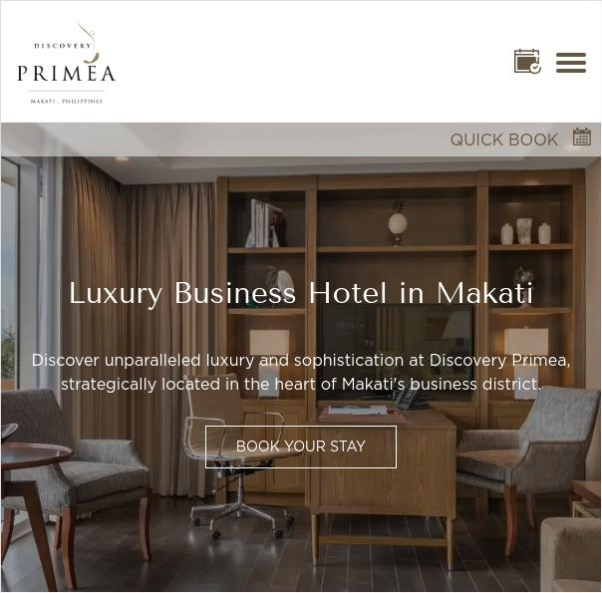 DISCOVERY
PRIMEA
MAKATI . PHILIPPINES
QUICK BOOK
Luxury Business Hotel in Makati
Discover unparalleled luxury and sophistication at Discovery Primea,
strategically located in the heart of Makati's business district.
BOOK YOUR STAY